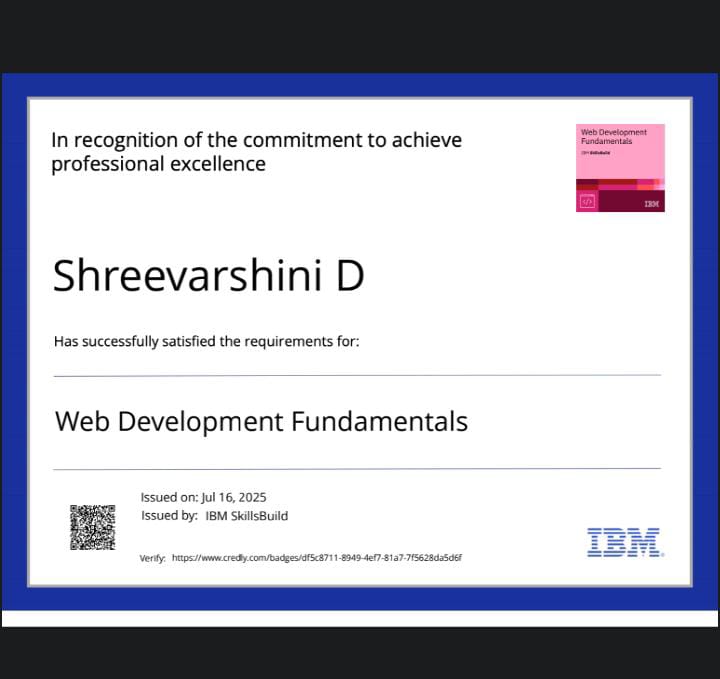 In recognition of the commitment to achieve
professional excellence
Web Development
Fundamentals
IBM SkillsBuild
</>
IBM
Shreevarshini D
Has successfully satisfied the requirements for:
Web Development Fundamentals
Issued on: Jul 16, 2025
Issued by: IBM SkillsBuild
Verify: https://www.credly.com/badges/df5c8711-8949-4ef7-81a7-7f5628da5d6f
IBM®